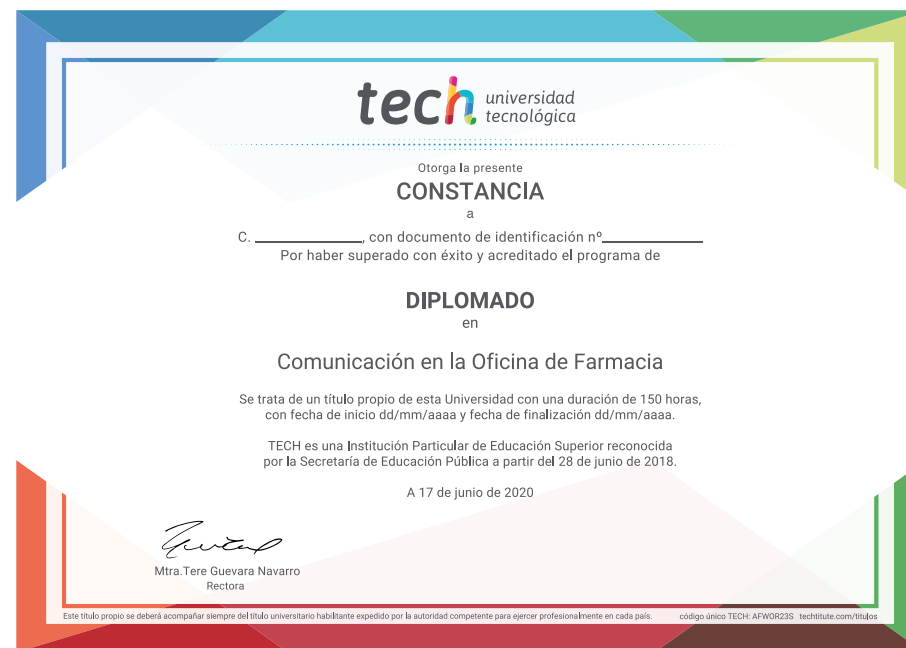 tech universidad
tecnológica
Otorga la presente
CONSTANCIA
a
C. ______________, con documento de identificación nº_____________
Por haber superado con éxito y acreditado el programa de
DIPLOMADO
en
Comunicación en la Oficina de Farmacia
Se trata de un título propio de esta Universidad con una duración de 150 horas,
con fecha de inicio dd/mm/aaaa y fecha de finalización dd/mm/aaaa.
TECH es una Institución Particular de Educación Superior reconocida
por la Secretaría de Educación Pública a partir del 28 de junio de 2018.
A 17 de junio de 2020
Mtra.Tere Guevara Navarro
Rectora
Este título propio se deberá acompañar siempre del título universitario habilitante expedido por la autoridad competente para ejercer profesionalmente en cada país. código único TECH: AFWOR23S techtitute.com/titulos